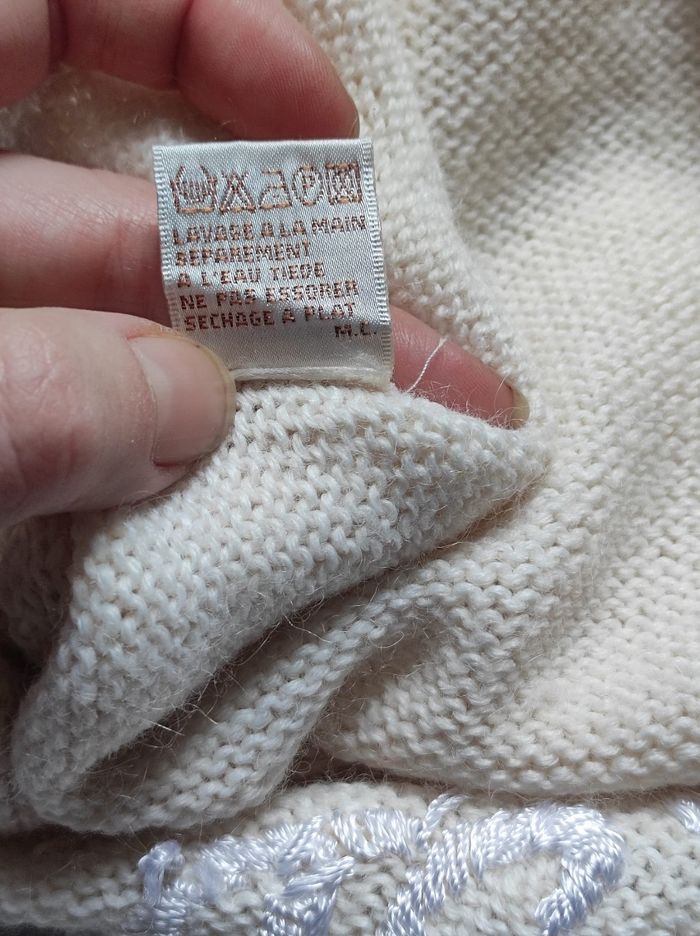 P
LAVAGE A LA MAIN
SEPAREMENT
A L'EAU TIEDE
NE PAS ESSORER
SECHAGE A PLAT
M.C.